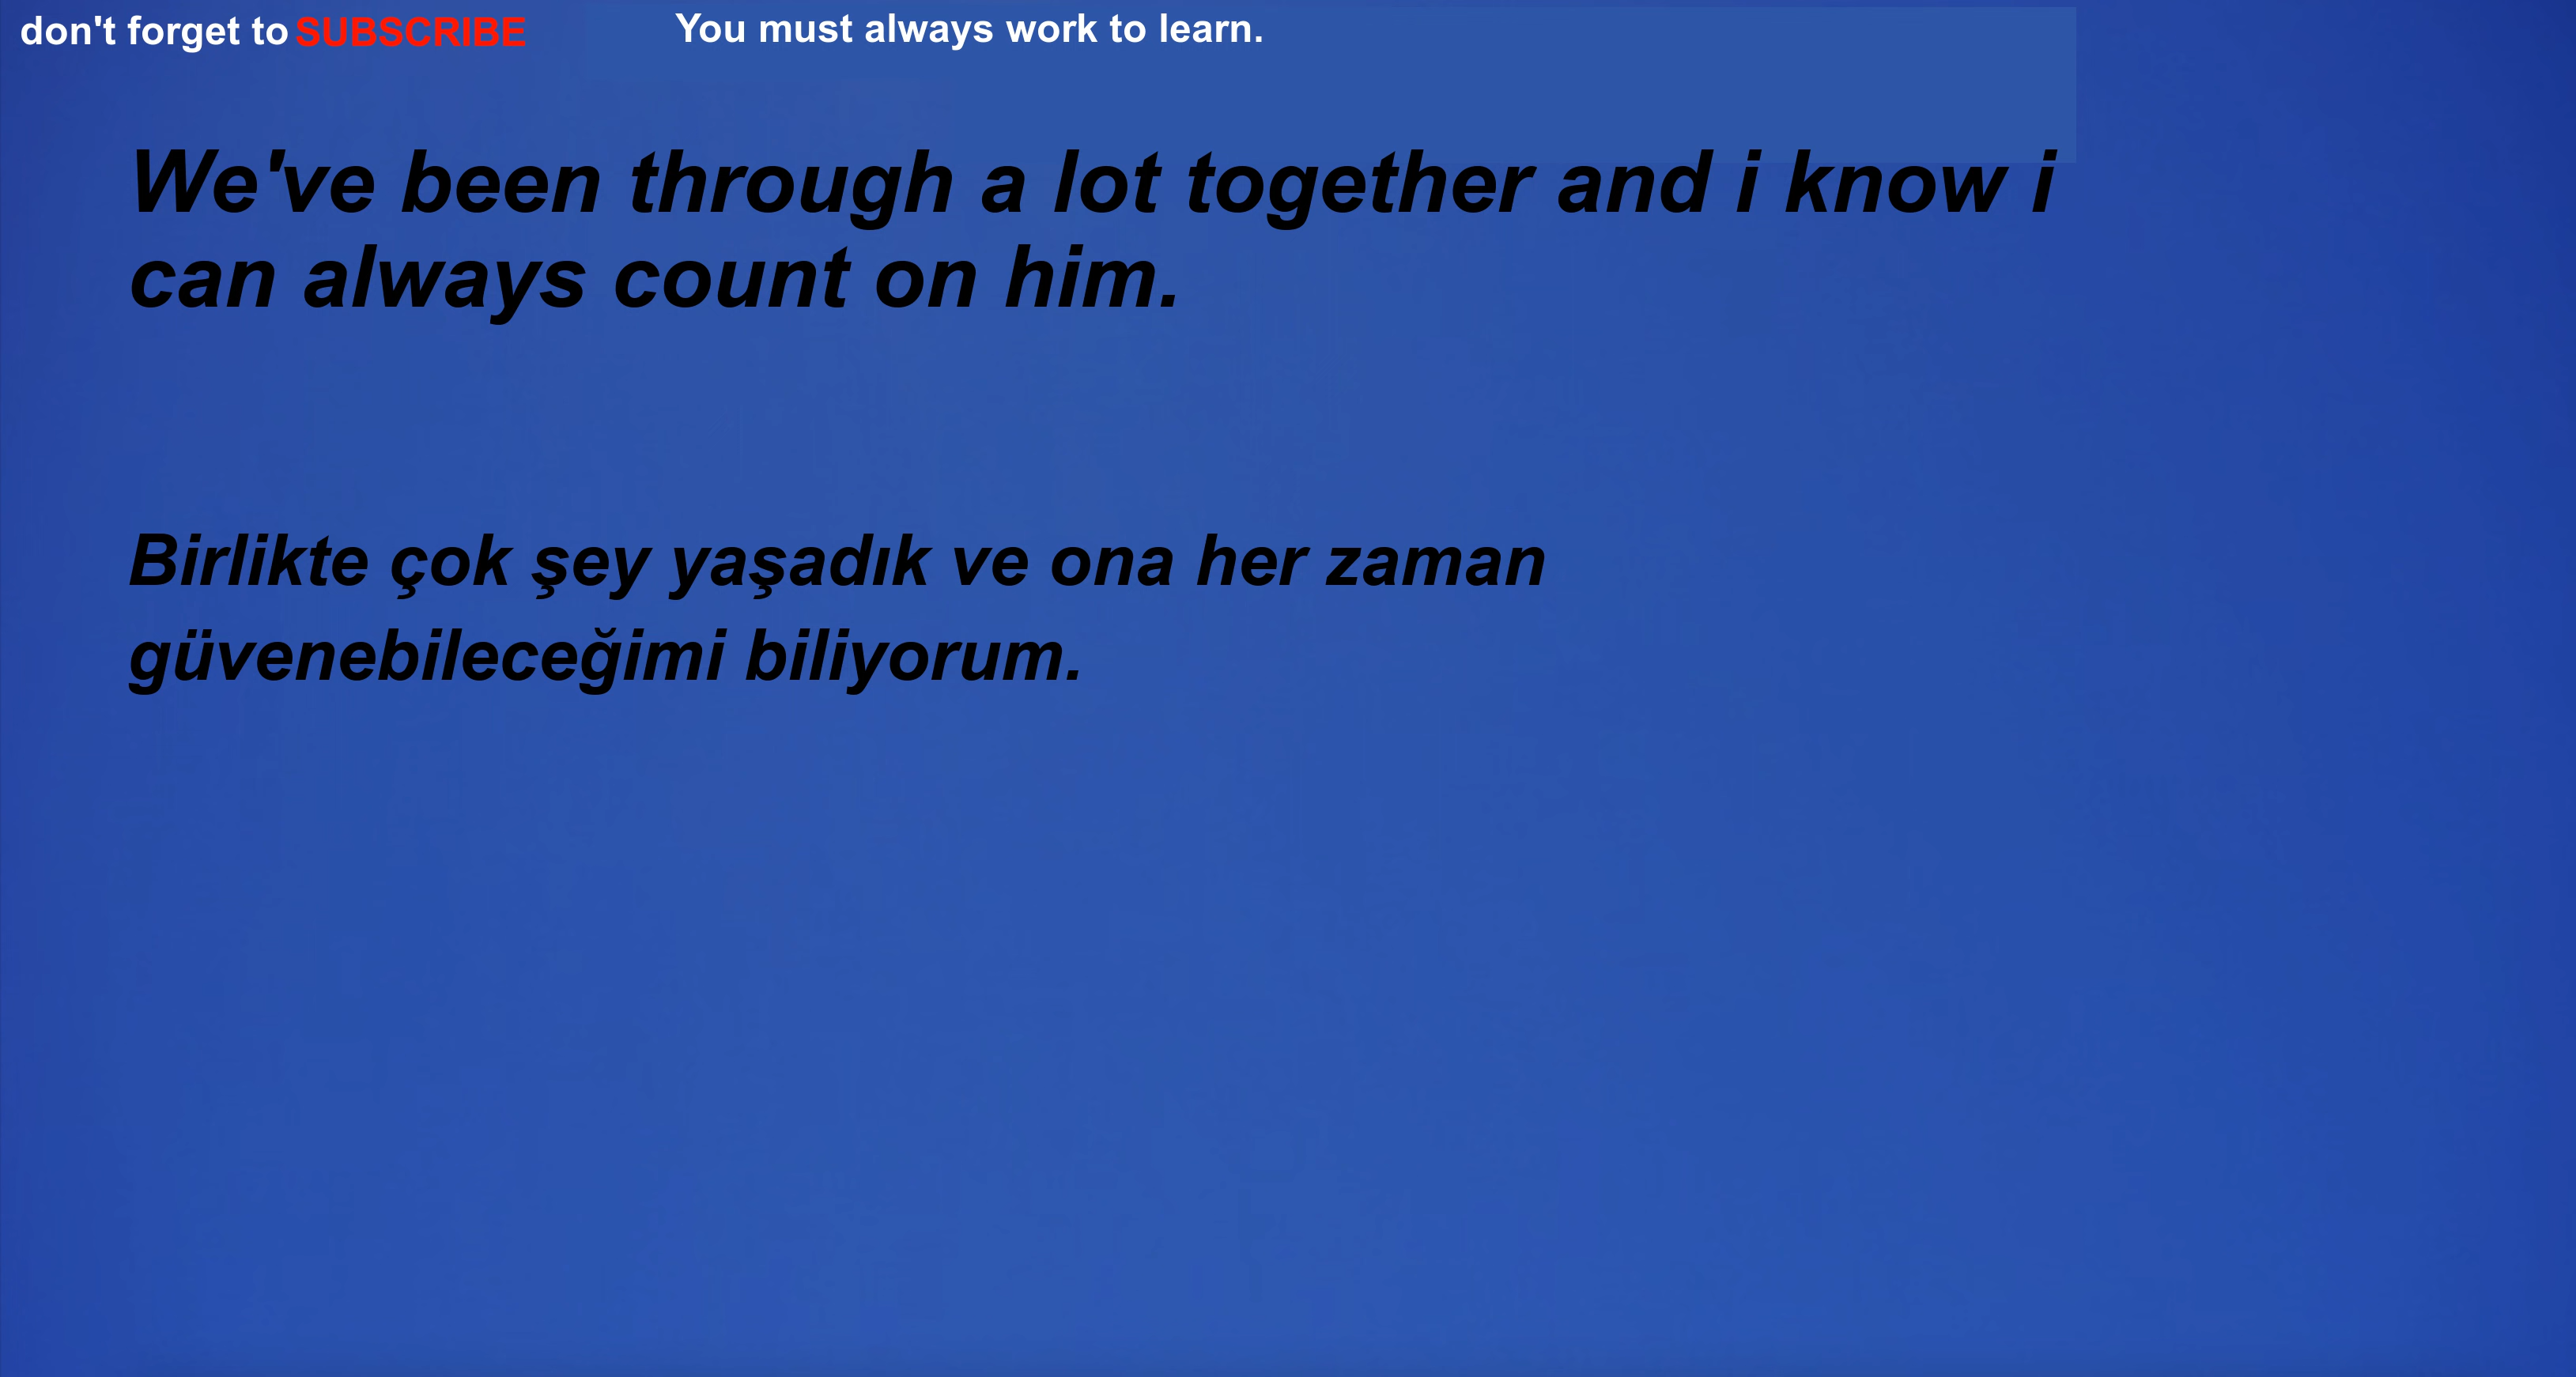 don't forget to SUBSCRIBE
You must always work to learn.
We've been through a lot together and i know i
can always count on him.
Birlikte çok şey yaşadık ve ona her zaman
güvenebileceğimi biliyorum.